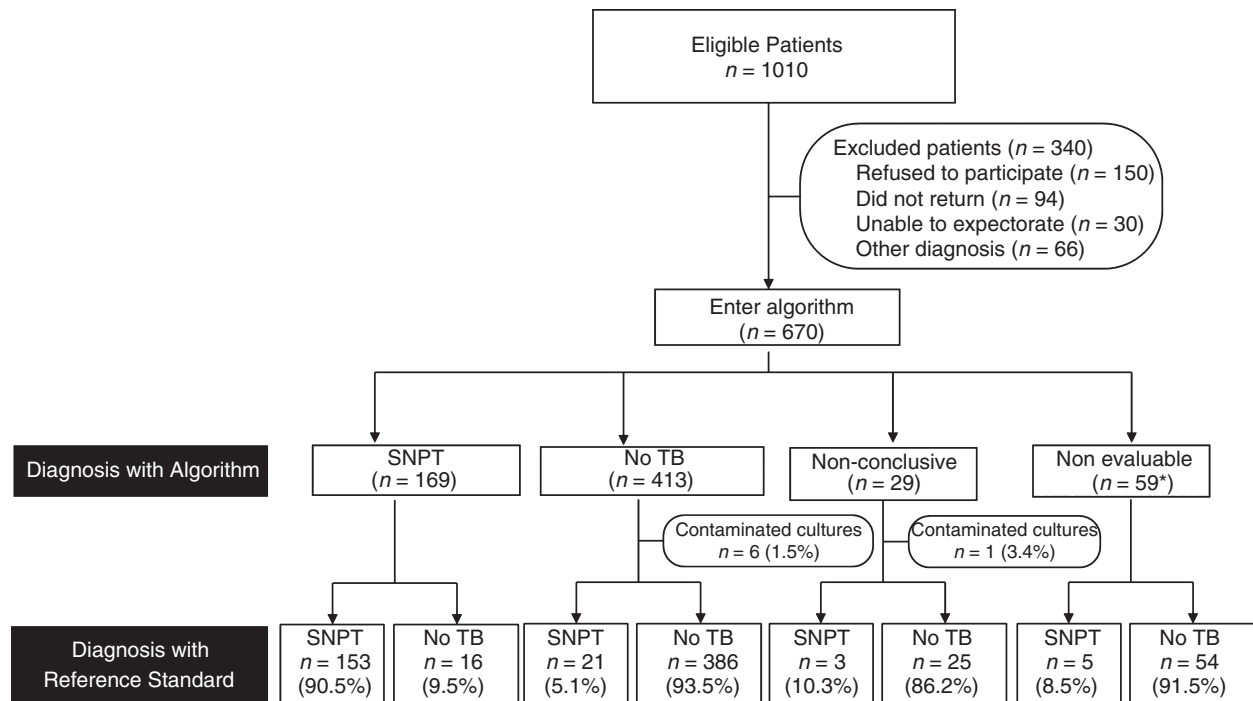 Eligible Patients
n = 1010
Excluded patients (n = 340)
Refused to participate (n = 150)
Did not return (n = 94)
Unable to expectorate (n = 30)
Other diagnosis (n = 66)
Enter algorithm
(n = 670)
Diagnosis with Algorithm
SNPT
(n = 169)
No TB
(n = 413)
Non-conclusive
(n = 29)
Non evaluable
(n = 59*)
Contaminated cultures
n = 6 (1.5%)
Contaminated cultures
n = 1 (3.4%)
Diagnosis with
Reference Standard
SNPT
n = 153
(90.5%)
No TB
n = 16
(9.5%)
SNPT
n = 21
(5.1%)
No TB
n = 386
(93.5%)
SNPT
n = 3
(10.3%)
No TB
n = 25
(86.2%)
SNPT
n = 5
(8.5%)
No TB
n = 54
(91.5%)